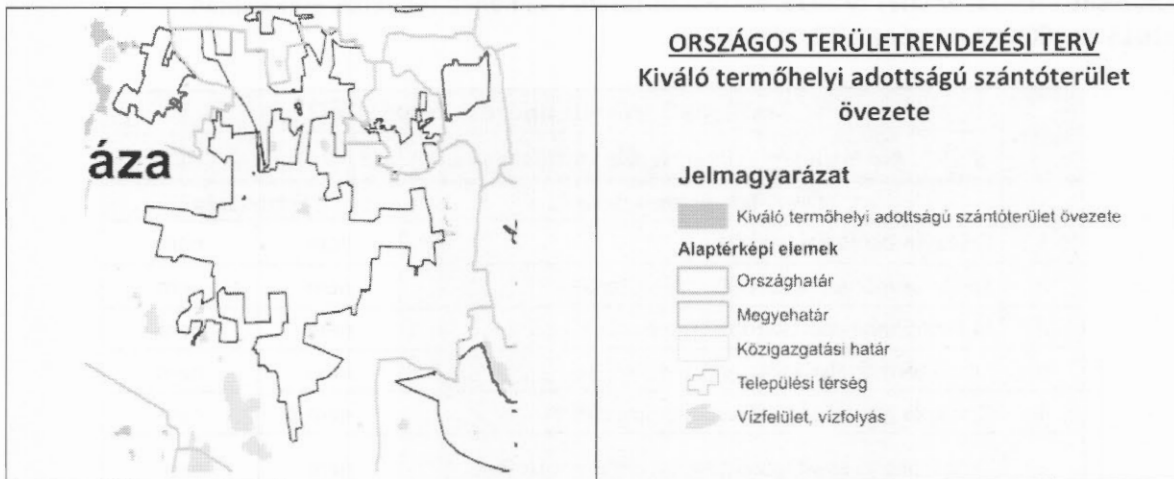 áza
ORSZÁGOS TERÜLETRENDEZÉSI TERV
Kiváló termőhelyi adottságú szántóterület
övezete
Jelmagyarázat
Kiváló termőhelyi adottságú szántóterület övezete
Alaptérképi elemek
Országhatár
Megyehatár
Közigazgatási határ
Települési térség
Vízfelület, vízfolyás